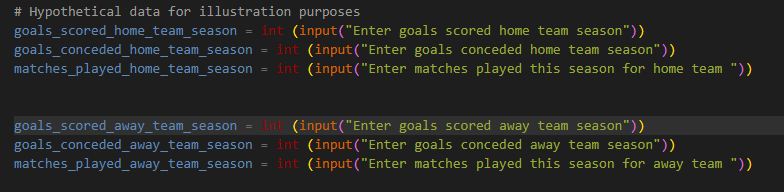 # Hypothetical data for illustration purposes
goals_scored_home_team_season = int (input("Enter goals scored home team season"))
goals_conceded_home_team_season = int (input("Enter goals conceded home team season"))
matches_played_home_team_season = int (input("Enter matches played this season for home team "))
goals_scored_away_team_season = int (input("Enter goals scored away team season"))
goals_conceded_away_team_season = int (input("Enter goals conceded away team season"))
matches_played_away_team_season = int (input("Enter matches played this season for away team "))